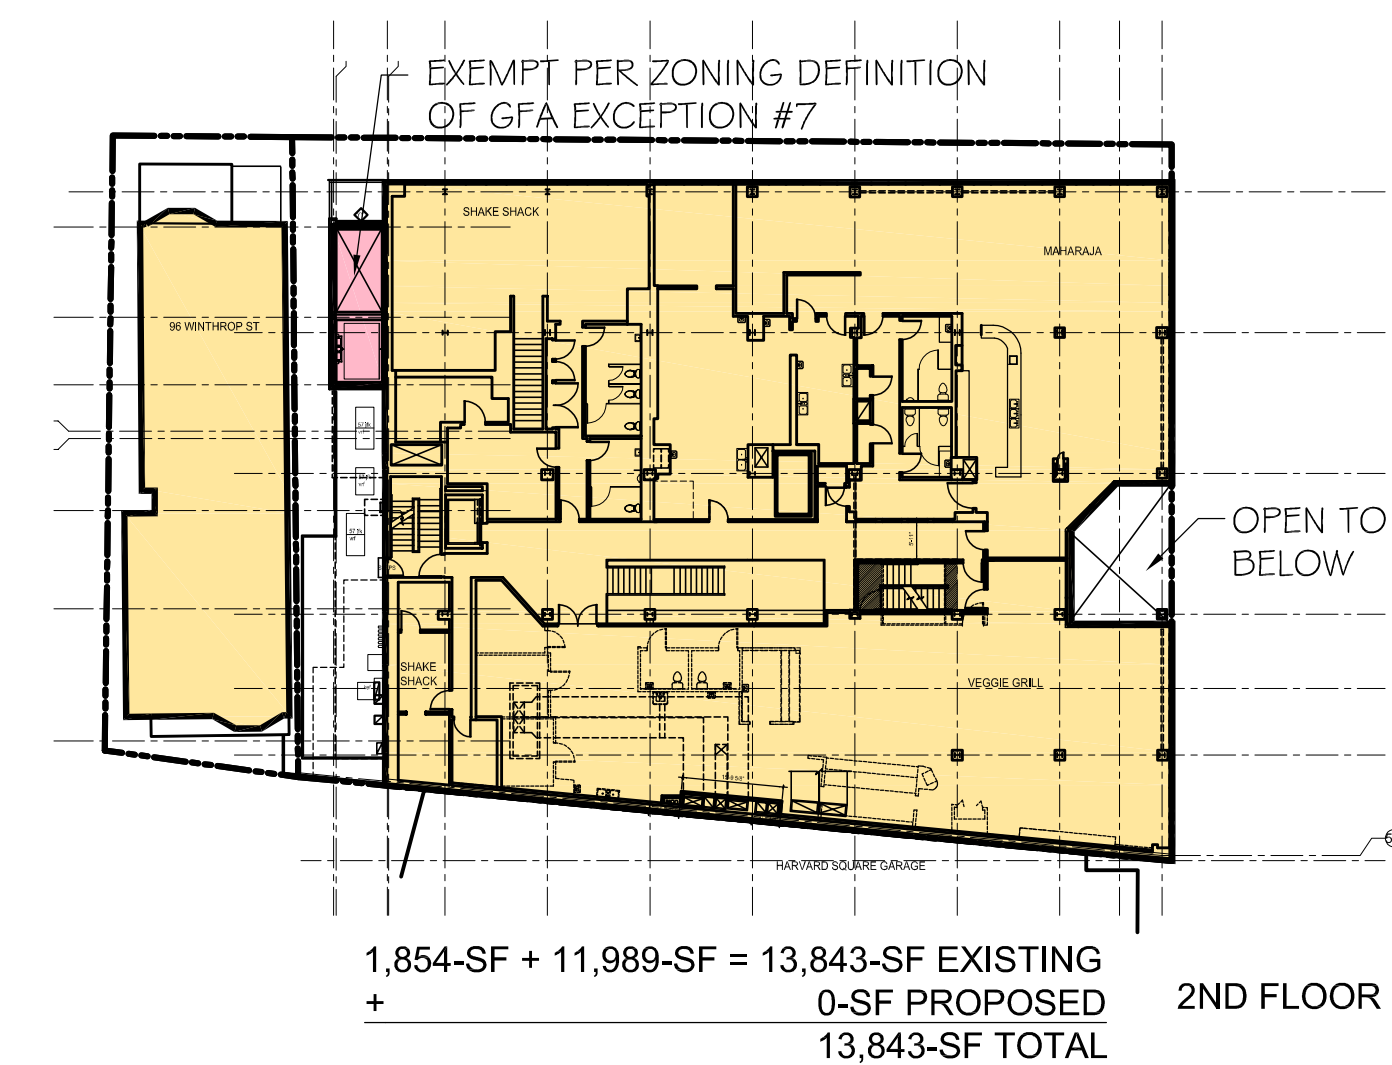 EXEMPT PER ZONING DEFINITION
OF GFA EXCEPTION #7
SHAKE SHACK
MAHARAJA
96 WINTHROP ST
OPEN TO
BELOW
SHAKE
SHACK
VEGGIE GRILL
HARVARD SQUARE GARAGE
1,854-SF + 11,989-SF = 13,843-SF EXISTING
+ 0-SF PROPOSED
13,843-SF TOTAL
2ND FLOOR